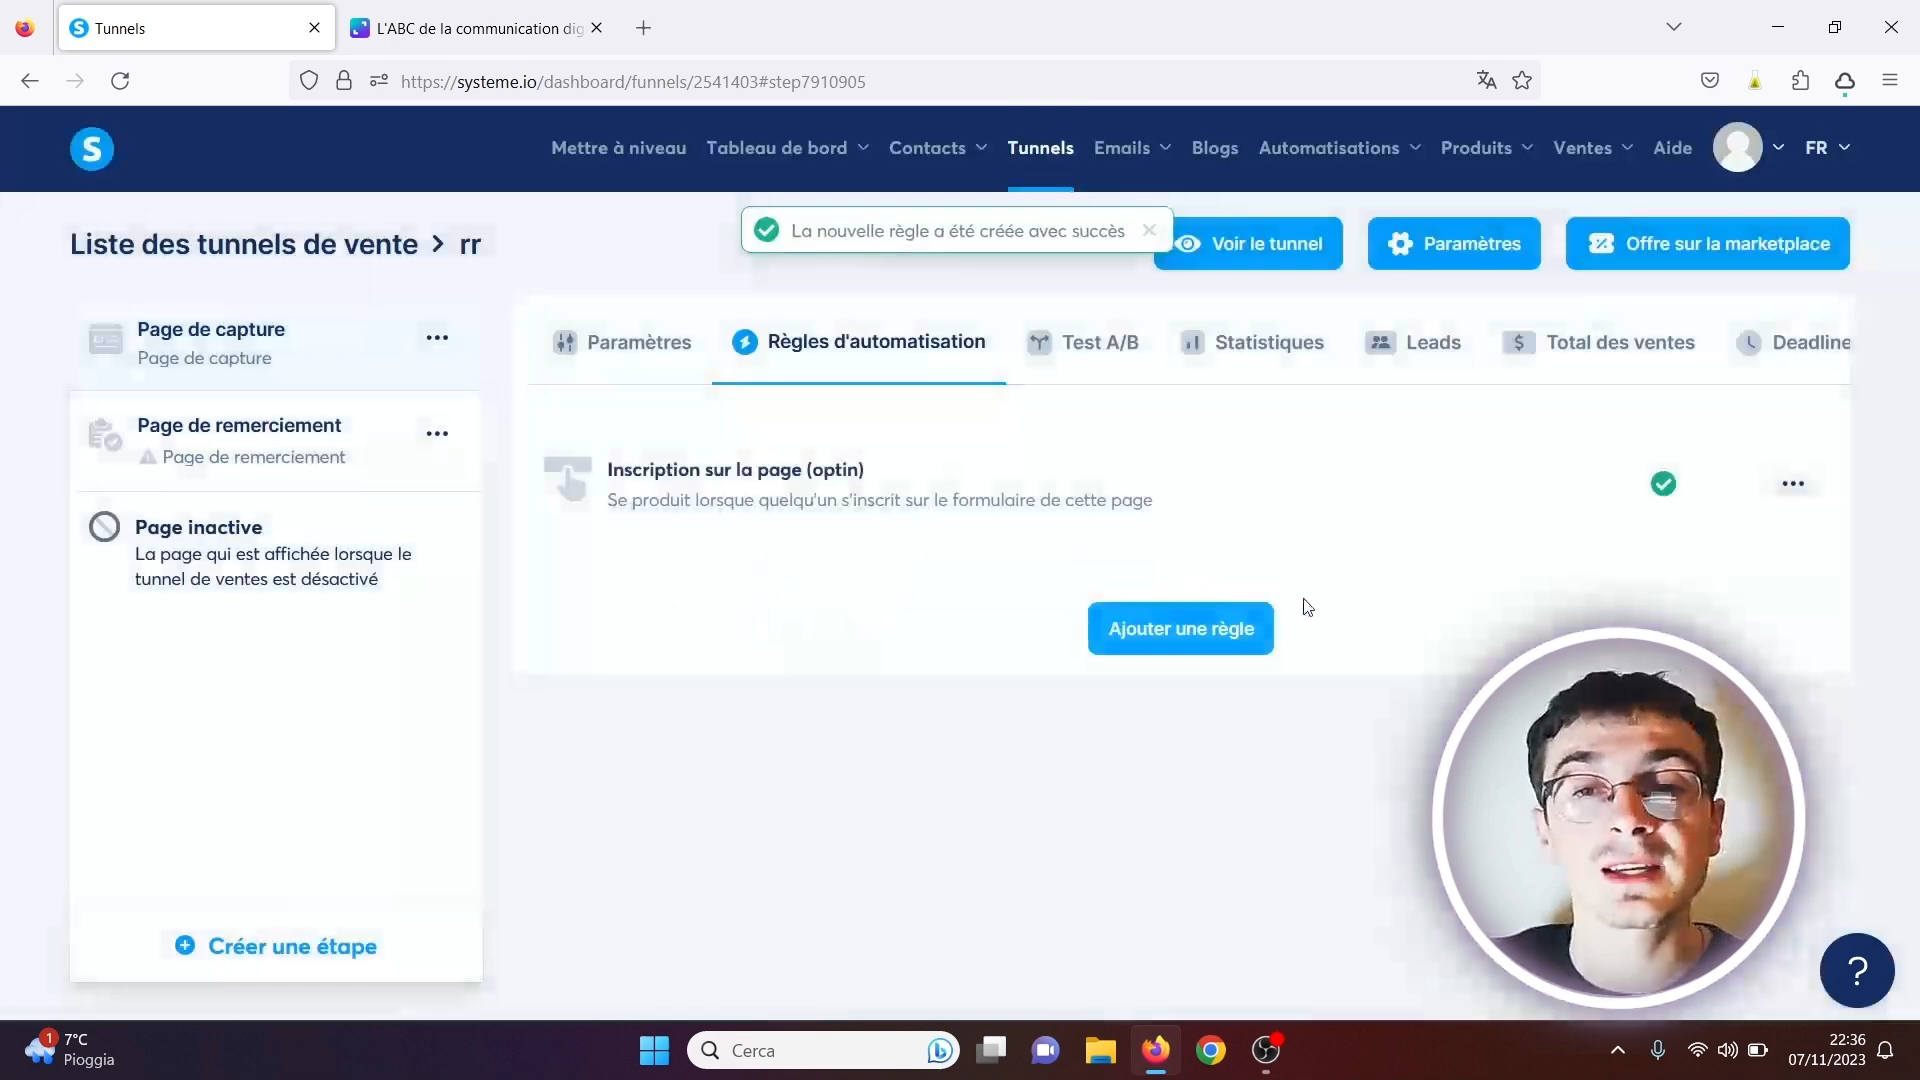 Tunnels
L'ABC de la communication dig
https://systeme.io/dashboard/funnels/2541403#step7910905
S
Mettre à niveau
Tableau de bord
Contacts
Tunnels
Emails
Blogs
Automatisations
Produits
Ventes
Aide
FR
Liste des tunnels de vente > rr
La nouvelle règle a été créée avec succès
Voir le tunnel
Paramètres
Offre sur la marketplace
Page de capture
Page de capture
Page de remerciement
Page de remerciement
Page inactive
La page qui est affichée lorsque le
tunnel de ventes est désactivé
Créer une étape
Paramètres
Règles d'automatisation
Test A/B
Statistiques
Leads
Total des ventes
Deadline
Inscription sur la page (optin)
Se produit lorsque quelqu'un s'inscrit sur le formulaire de cette page
Ajouter une règle
?
1
7°C
Pioggia
Cerca
22:36
07/11/2023